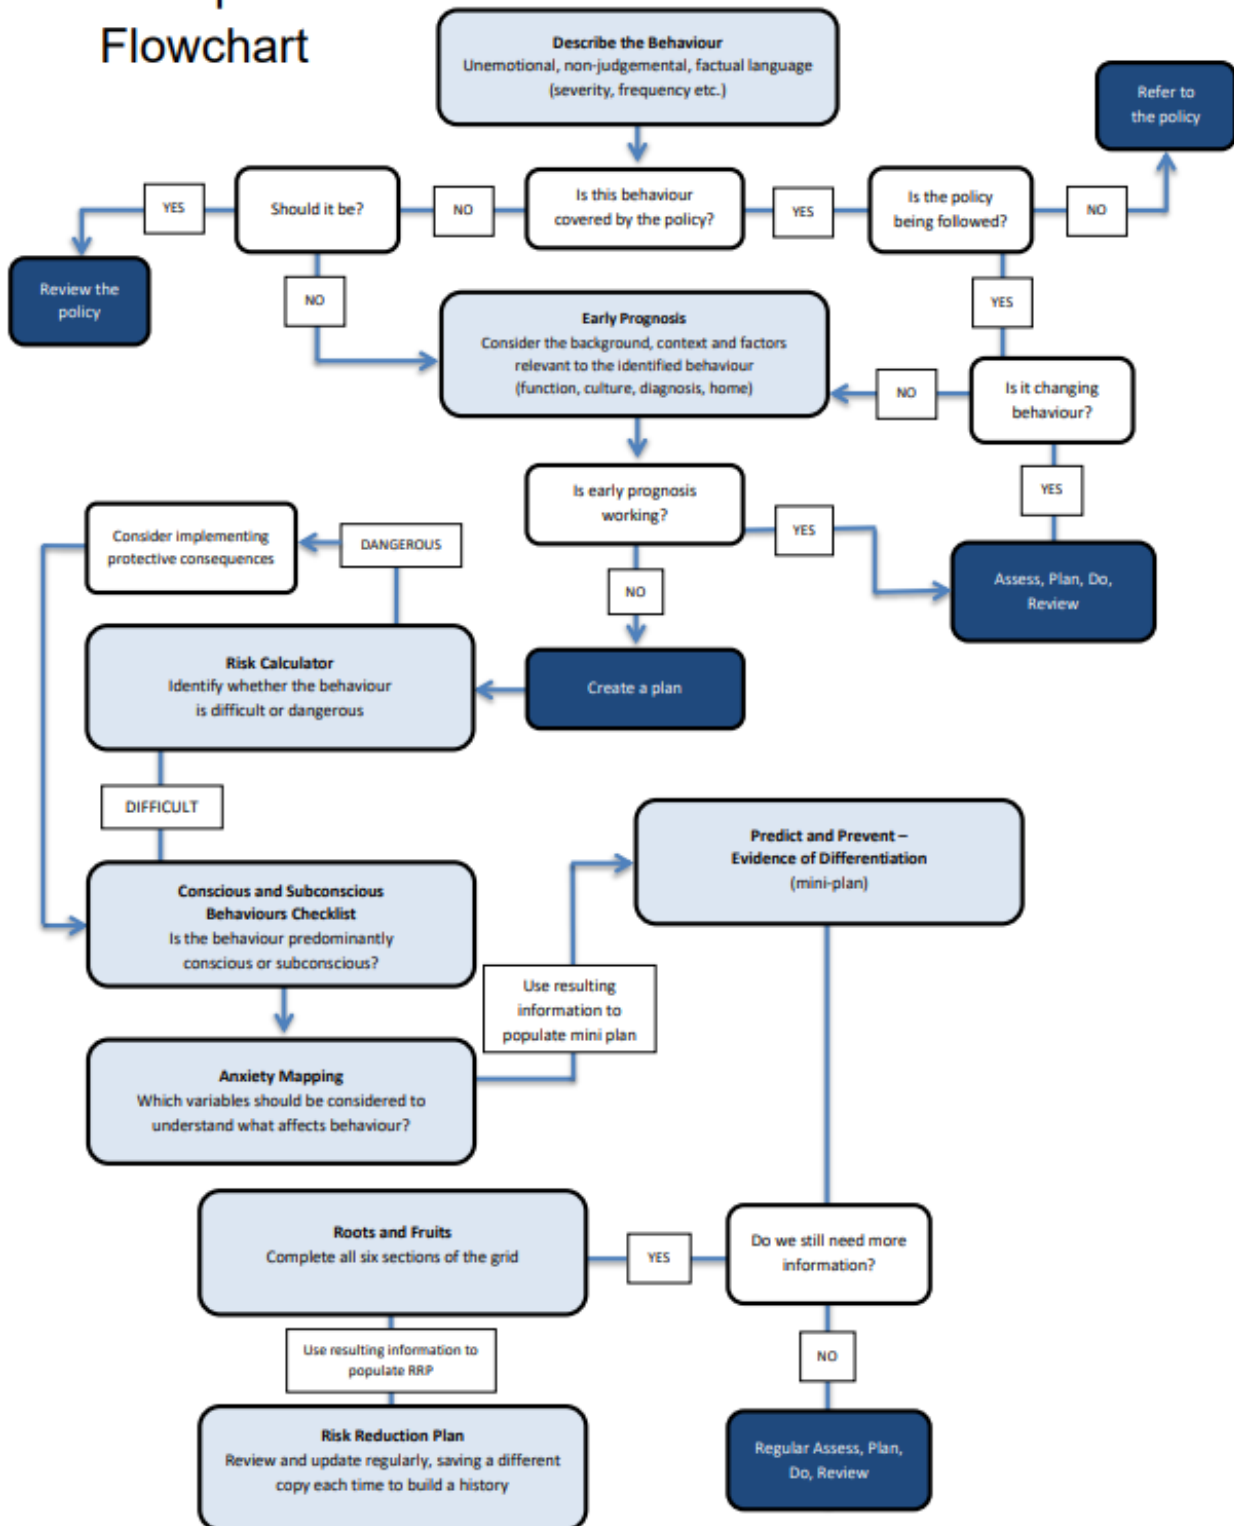 Flowchart
Describe the Behaviour
Unemotional, non-judgemental, factual language
(severity, frequency etc.)
Refer to
the policy
YES
Should it be?
NO
Is this behaviour
covered by the policy?
YES
Is the policy
being followed?
NO
Review the
policy
NO
YES
Early Prognosis
Consider the background, context and factors
relevant to the identified behaviour
(function, culture, diagnosis, home)
NO
Is it changing
behaviour?
Is early prognosis
working?
YES
YES
Consider implementing
protective consequences
DANGEROUS
NO
Assess, Plan, Do,
Review
Risk Calculator
Identify whether the behaviour
is difficult or dangerous
Create a plan
DIFFICULT
Predict and Prevent –
Evidence of Differentiation
(mini-plan)
Conscious and Subconscious
Behaviours Checklist
Is the behaviour predominantly
conscious or subconscious?
Use resulting
information to
populate mini plan
Anxiety Mapping
Which variables should be considered to
understand what affects behaviour?
Roots and Fruits
Complete all six sections of the grid
YES
Do we still need more
information?
Use resulting information to
populate RRP
NO
Risk Reduction Plan
Review and update regularly, saving a different
copy each time to build a history
Regular Assess, Plan,
Do, Review